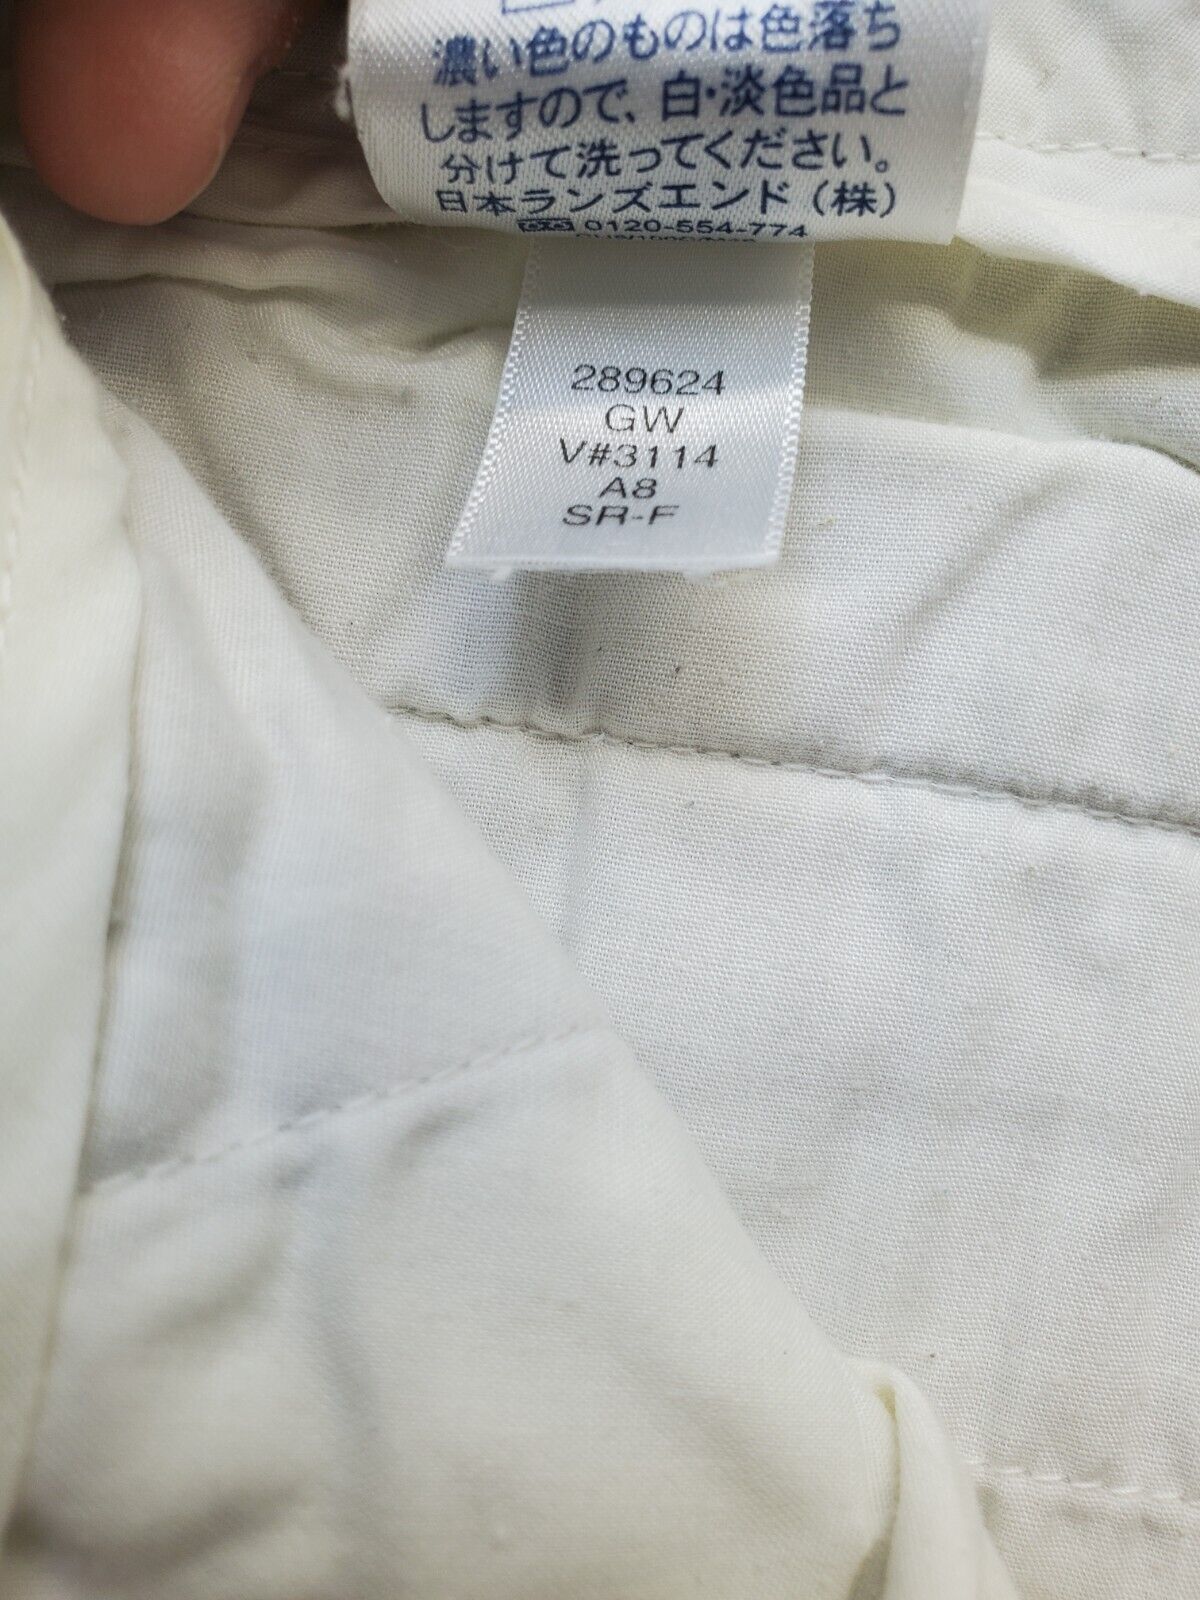 濃い色のものは色落ち
しますので、白・淡色品と
分けて洗ってください。
日本ランズエンド（株）
0120-554-774
289624
GW
V#3114
A8
SR-F